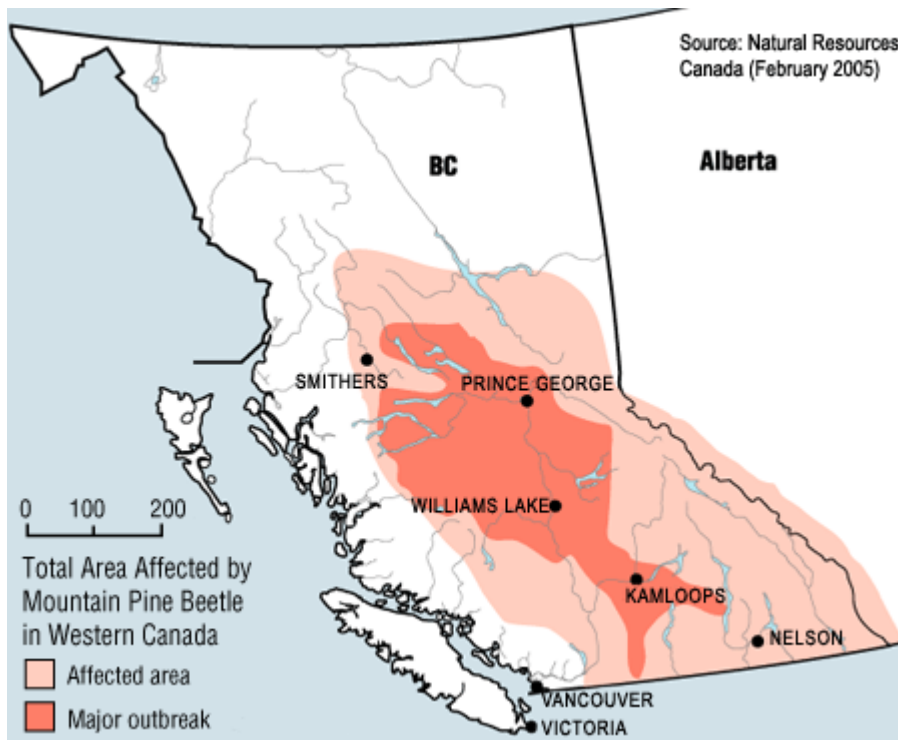 Source: Natural Resources
Canada (February 2005)
BC
Alberta
SMITHERS
PRINCE GEORGE
WILLIAMS LAKE
KAMLOOPS
NELSON
VANCOUVER
VICTORIA
0 100 200
Total Area Affected by
Mountain Pine Beetle
in Western Canada
Affected area
Major outbreak